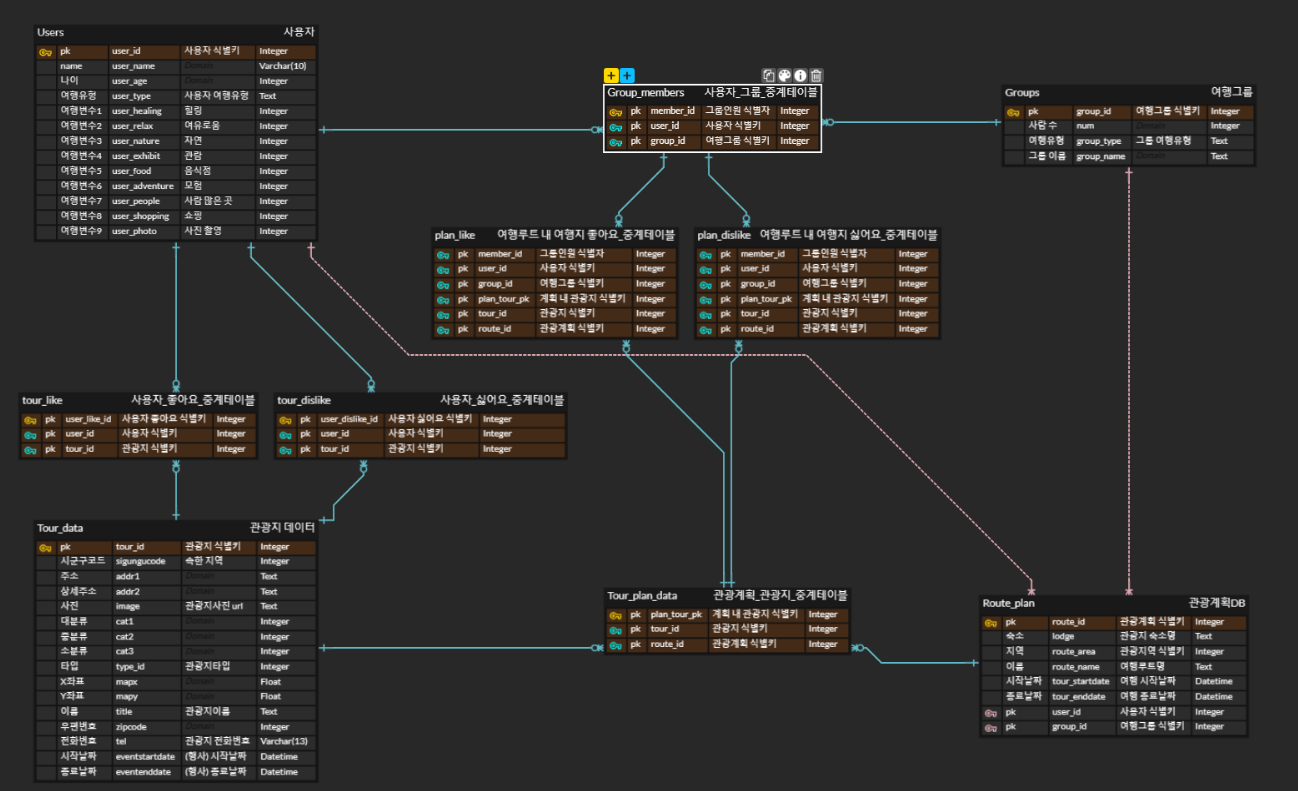 Users 사용자
pk user_id 사용자 식별키 Integer
name user_name Domain Varchar(10)
나이 user_age Domain Integer
여행유형 user_type 사용자 여행유형 Text
여행변수1 user_healing 힐링 Integer
여행변수2 user_relax 여유로움 Integer
여행변수3 user_nature 자연 Integer
여행변수4 user_exhibit 관람 Integer
여행변수5 user_food 음식점 Integer
여행변수6 user_adventure 모험 Integer
여행변수7 user_people 사람 많은 곳 Integer
여행변수8 user_shopping 쇼핑 Integer
여행변수9 user_photo 사진 촬영 Integer
Group_members 사용자_그룹_중계테이블
pk member_id 그룹인원 식별자 Integer
pk user_id 사용자 식별키 Integer
pk group_id 여행그룹 식별키 Integer
Groups 여행그룹
pk group_id 여행그룹 식별키 Integer
사람 수 num Domain Integer
여행유형 group_type 그룹 여행유형 Text
그룹 이름 group_name Domain Text
plan_like 여행루트 내 여행지 좋아요_중계테이블
pk member_id 그룹인원 식별자 Integer
pk user_id 사용자 식별키 Integer
pk group_id 여행그룹 식별키 Integer
pk plan_tour_pk 계획 내 관광지 식별키 Integer
pk tour_id 관광지 식별키 Integer
pk route_id 관광계획 식별키 Integer
plan_dislike 여행루트 내 여행지 싫어요_중계테이블
pk member_id 그룹인원 식별자 Integer
pk user_id 사용자 식별키 Integer
pk group_id 여행그룹 식별키 Integer
pk plan_tour_pk 계획 내 관광지 식별키 Integer
pk tour_id 관광지 식별키 Integer
pk route_id 관광계획 식별키 Integer
tour_like 사용자_좋아요_중계테이블
pk user_like_id 사용자 좋아요 식별키 Integer
pk user_id 사용자 식별키 Integer
pk tour_id 관광지 식별키 Integer
tour_dislike 사용자_싫어요_중계테이블
pk user_dislike_id 사용자 싫어요 식별키 Integer
pk user_id 사용자 식별키 Integer
pk tour_id 관광지 식별키 Integer
Tour_data 관광지 데이터
pk tour_id 관광지 식별키 Integer
시군구코드 sigungucode 속한 지역 Integer
주소 addr1 Domain Text
상세주소 addr2 Domain Text
사진 image 관광지사진 url Text
대분류 cat1 Domain Integer
중분류 cat2 Domain Integer
소분류 cat3 Domain Integer
타입 type_id 관광지타입 Integer
X좌표 mapx Domain Float
Y좌표 mapy Domain Float
이름 title 관광지이름 Text
우편번호 zipcode Domain Integer
전화번호 tel 관광지 전화번호 Varchar(13)
시작날짜 eventstartdate (행사) 시작날짜 Datetime
종료날짜 eventenddate (행사) 종료날짜 Datetime
Tour_plan_data 관광계획_관광지_중계테이블
pk plan_tour_pk 계획 내 관광지 식별키 Integer
pk tour_id 관광지 식별키 Integer
pk route_id 관광계획 식별키 Integer
Route_plan 관광계획DB
pk route_id 관광계획 식별키 Integer
숙소 lodge 관광지 숙소명 Text
지역 route_area 관광지역 식별키 Integer
이름 route_name 여행루트명 Text
시작날짜 tour_startdate 여행 시작날짜 Datetime
종료날짜 tour_enddate 여행 종료날짜 Datetime
pk user_id 사용자 식별키 Integer
pk group_id 여행그룹 식별키 Integer